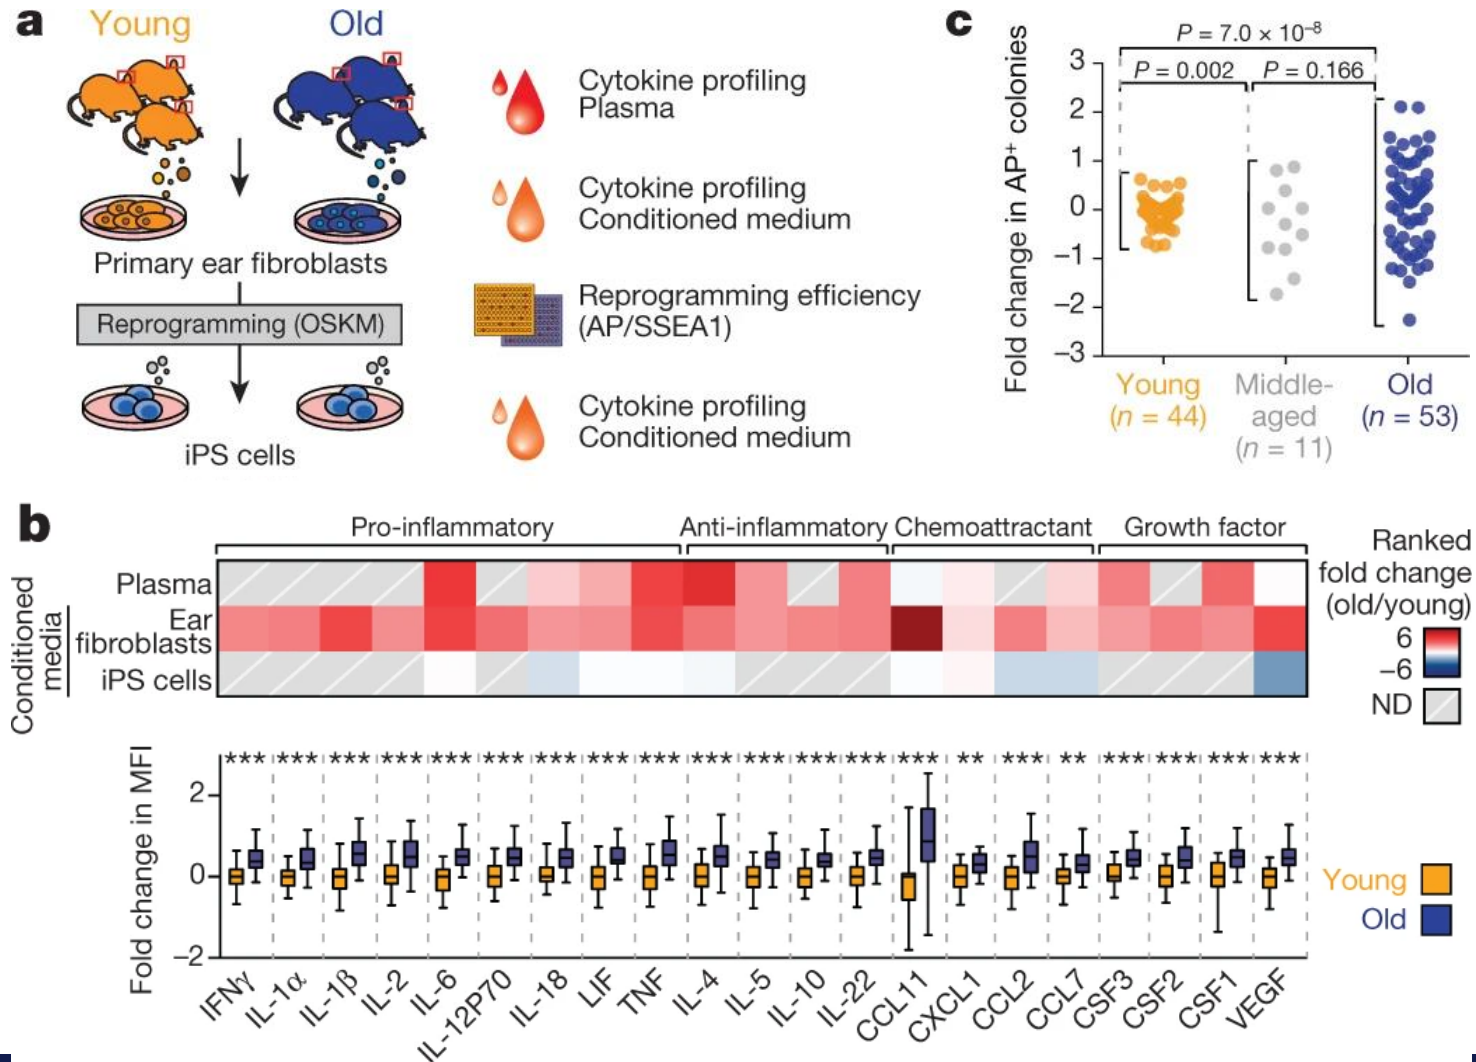 a
Young
Old
Primary ear fibroblasts
Reprogramming (OSKM)
iPS cells
Cytokine profiling
Plasma
Cytokine profiling
Conditioned medium
Reprogramming efficiency
(AP/SSEA1)
Cytokine profiling
Conditioned medium
c
Fold change in AP⁺ colonies
P = 7.0 × 10⁻⁸
P = 0.002
P = 0.166
3
2
1
0
–1
–2
–3
Young
(n = 44)
Middle-
aged
(n = 11)
Old
(n = 53)
b
Pro-inflammatory
Anti-inflammatory
Chemoattractant
Growth factor
Conditioned
media
Plasma
Ear
fibroblasts
iPS cells
Ranked
fold change
(old/young)
6
–6
ND
Fold change in MFI
2
0
–2
*** *** *** *** *** *** *** *** *** *** *** *** *** *** ** *** ** *** *** *** ***
IFNγ
IL-1α
IL-1β
IL-2
IL-6
IL-12P70
IL-18
LIF
TNF
IL-4
IL-5
IL-10
IL-22
CCL11
CXCL1
CCL2
CCL7
CSF3
CSF2
CSF1
VEGF
Young
Old